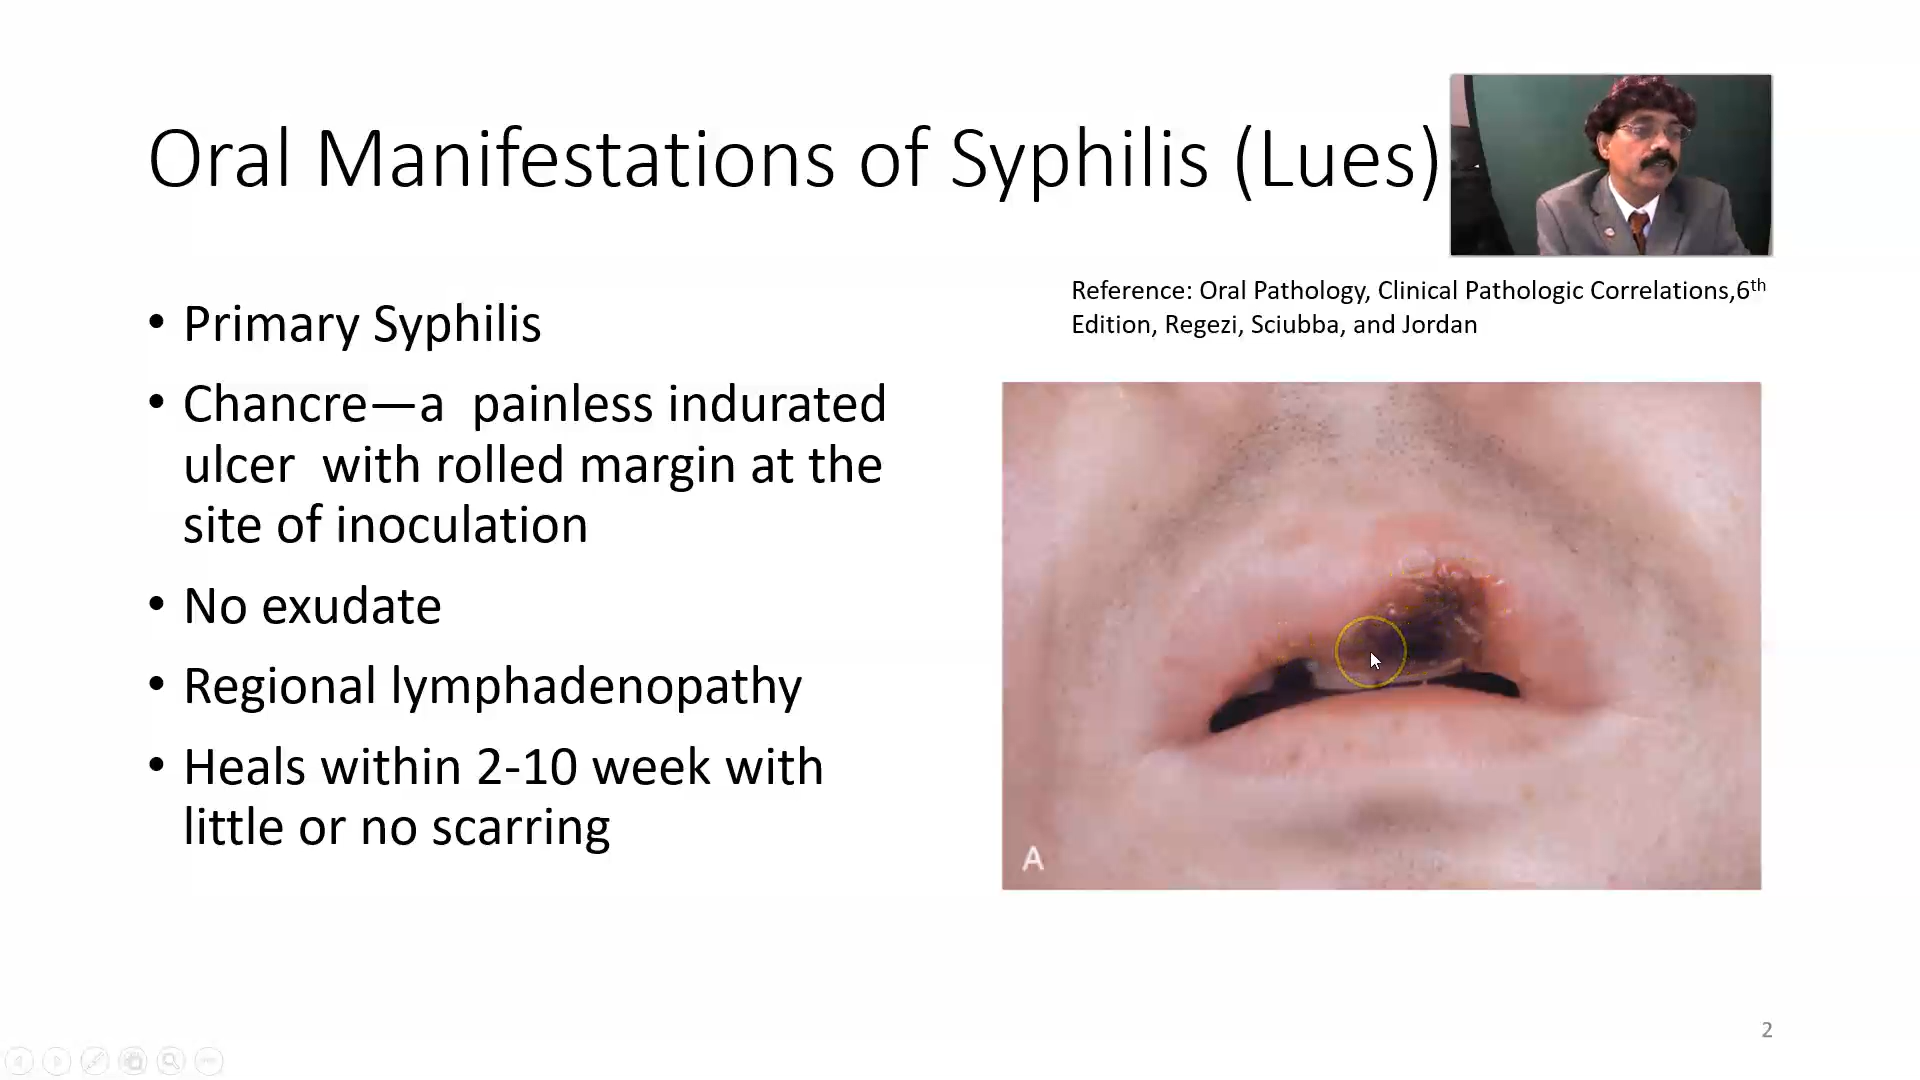 Oral Manifestations of Syphilis (Lues)
Reference: Oral Pathology, Clinical Pathologic Correlations,6th
Edition, Regezi, Sciubba, and Jordan
• Primary Syphilis
• Chancre—a  painless indurated
ulcer  with rolled margin at the
site of inoculation
• No exudate
• Regional lymphadenopathy
• Heals within 2-10 week with
little or no scarring
A
2